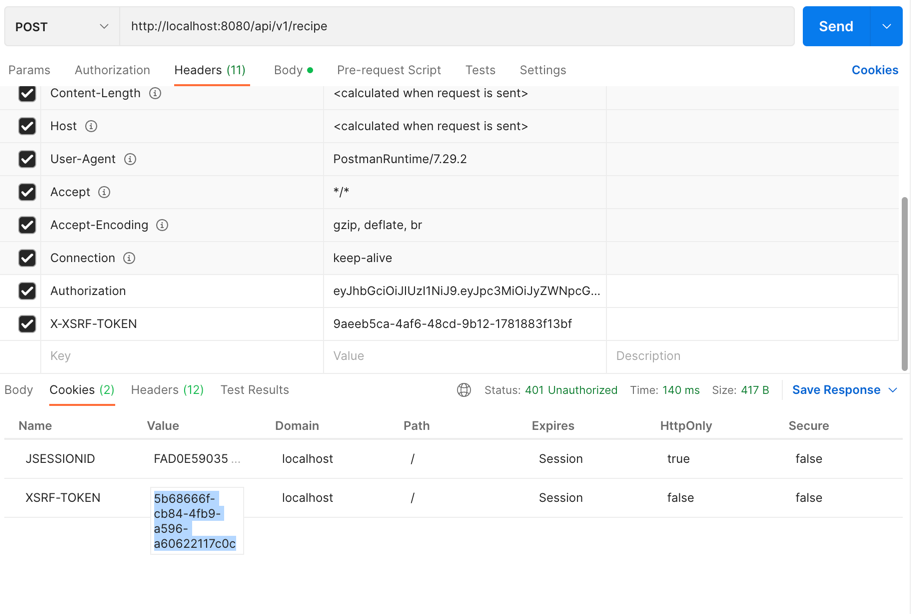 POST http://localhost:8080/api/v1/recipe Send
Params Authorization Headers (11) Body Pre-request Script Tests Settings Cookies
Content-Length <calculated when request is sent>
Host <calculated when request is sent>
User-Agent PostmanRuntime/7.29.2
Accept */*
Accept-Encoding gzip, deflate, br
Connection keep-alive
Authorization eyJhbGciOiJIUzI1NiJ9.eyJpc3MiOiJyZWNpcG...
X-XSRF-TOKEN 9aeeb5ca-4af6-48cd-9b12-1781883f13bf
Key Value Description
Body Cookies (2) Headers (12) Test Results Status: 401 Unauthorized Time: 140 ms Size: 417 B Save Response
Name Value Domain Path Expires HttpOnly Secure
JSESSIONID FAD0E59035 ... localhost / Session true false
XSRF-TOKEN 5b68666f- localhost / Session false false
cb84-4fb9-
a596-
a60622117c0c